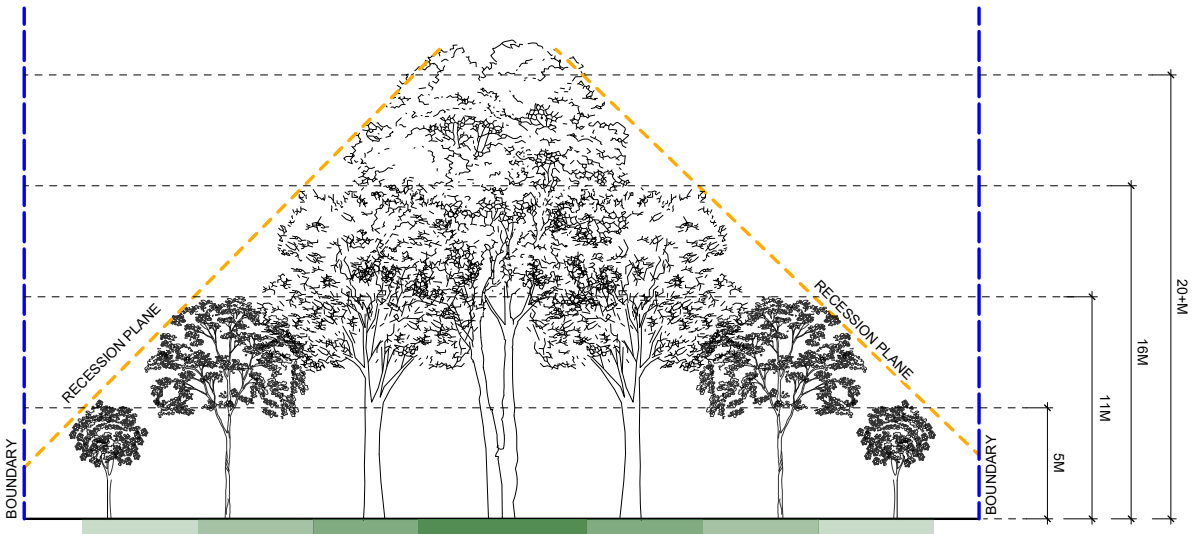 BOUNDARY
RECESSION PLANE
RECESSION PLANE
BOUNDARY
5M
11M
16M
20+M